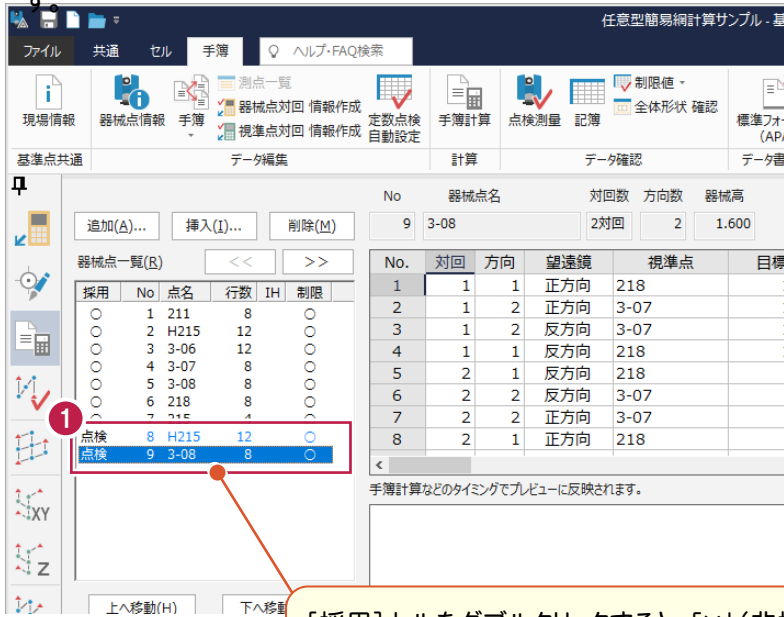 す。
任意型簡易網計算サンプル - 基
ファイル 共通 セル 手簿 ヘルプ・FAQ検索
測点一覧
器械点対回 情報作成
視準点対回 情報作成
制限値
全体形状 確認
現場情報 器械点情報 手簿 定数点検 自動設定 手簿計算 点検測量 記簿 標準フォー (AP
基準点共通 データ編集 計算 データ確認 データ書
No 器械点名 対回数 方向数 器械高
追加(A)... 挿入(I)... 削除(M) 9 3-08 2対回 2 1.600
器械点一覧(R) << >>
No. 対回 方向 望遠鏡 視準点 目標
1 1 1 正方向 218
2 1 2 正方向 3-07
3 1 2 反方向 3-07
4 1 1 反方向 218
5 2 1 反方向 218
6 2 2 反方向 3-07
7 2 2 正方向 3-07
8 2 1 正方向 218
採用 No 点名 行数 IH 制限
○ 1 211 8 ○
○ 2 H215 12 ○
○ 3 3-06 12 ○
○ 4 3-07 8 ○
○ 5 3-08 8 ○
○ 6 218 8 ○
○ 7 215 4 ○
1
点検 8 H215 12 ○
点検 9 3-08 8 ○
<
手簿計算などのタイミングでプレビューに反映されます。
XY
Z
上へ移動(H) 下へ移動